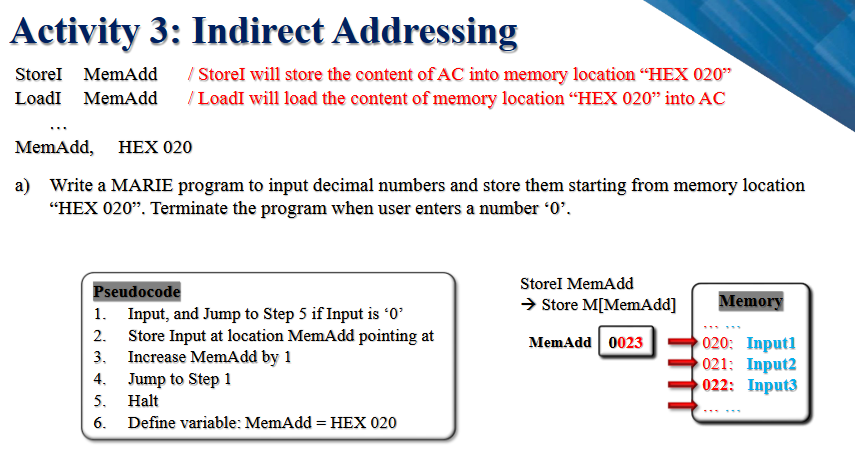 Activity 3: Indirect Addressing
StoreI MemAdd / StoreI will store the content of AC into memory location “HEX 020”
LoadI MemAdd / LoadI will load the content of memory location “HEX 020” into AC
…
MemAdd, HEX 020
a) Write a MARIE program to input decimal numbers and store them starting from memory location
“HEX 020”. Terminate the program when user enters a number ‘0’.
Pseudocode
1. Input, and Jump to Step 5 if Input is ‘0’
2. Store Input at location MemAdd pointing at
3. Increase MemAdd by 1
4. Jump to Step 1
5. Halt
6. Define variable: MemAdd = HEX 020
StoreI MemAdd
→ Store M[MemAdd]
MemAdd 0023
Memory
… …
020: Input1
021: Input2
022: Input3
… …